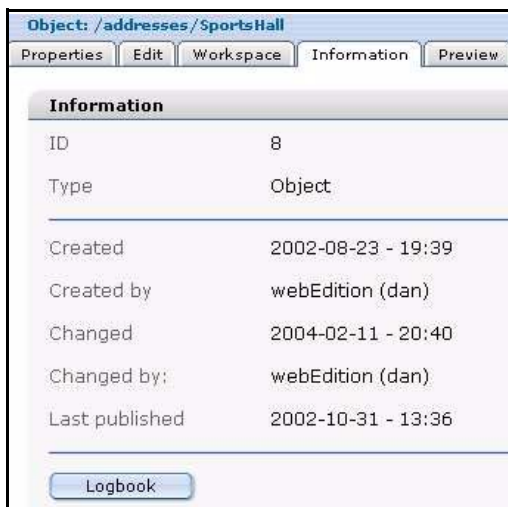 Object: /addresses/SportsHall
Properties Edit Workspace Information Preview
Information
ID 8
Type Object
Created 2002-08-23 - 19:39
Created by webEdition (dan)
Changed 2004-02-11 - 20:40
Changed by: webEdition (dan)
Last published 2002-10-31 - 13:36
Logbook